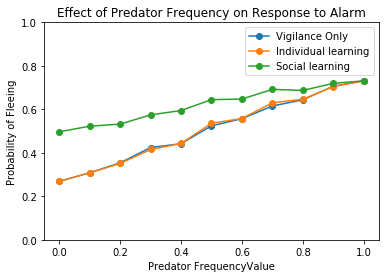 Effect of Predator Frequency on Response to Alarm
1.0
0.8
0.6
0.4
0.2
0.0
Probability of Fleeing
Vigilance Only
Individual learning
Social learning
0.0 0.2 0.4 0.6 0.8 1.0
Predator FrequencyValue